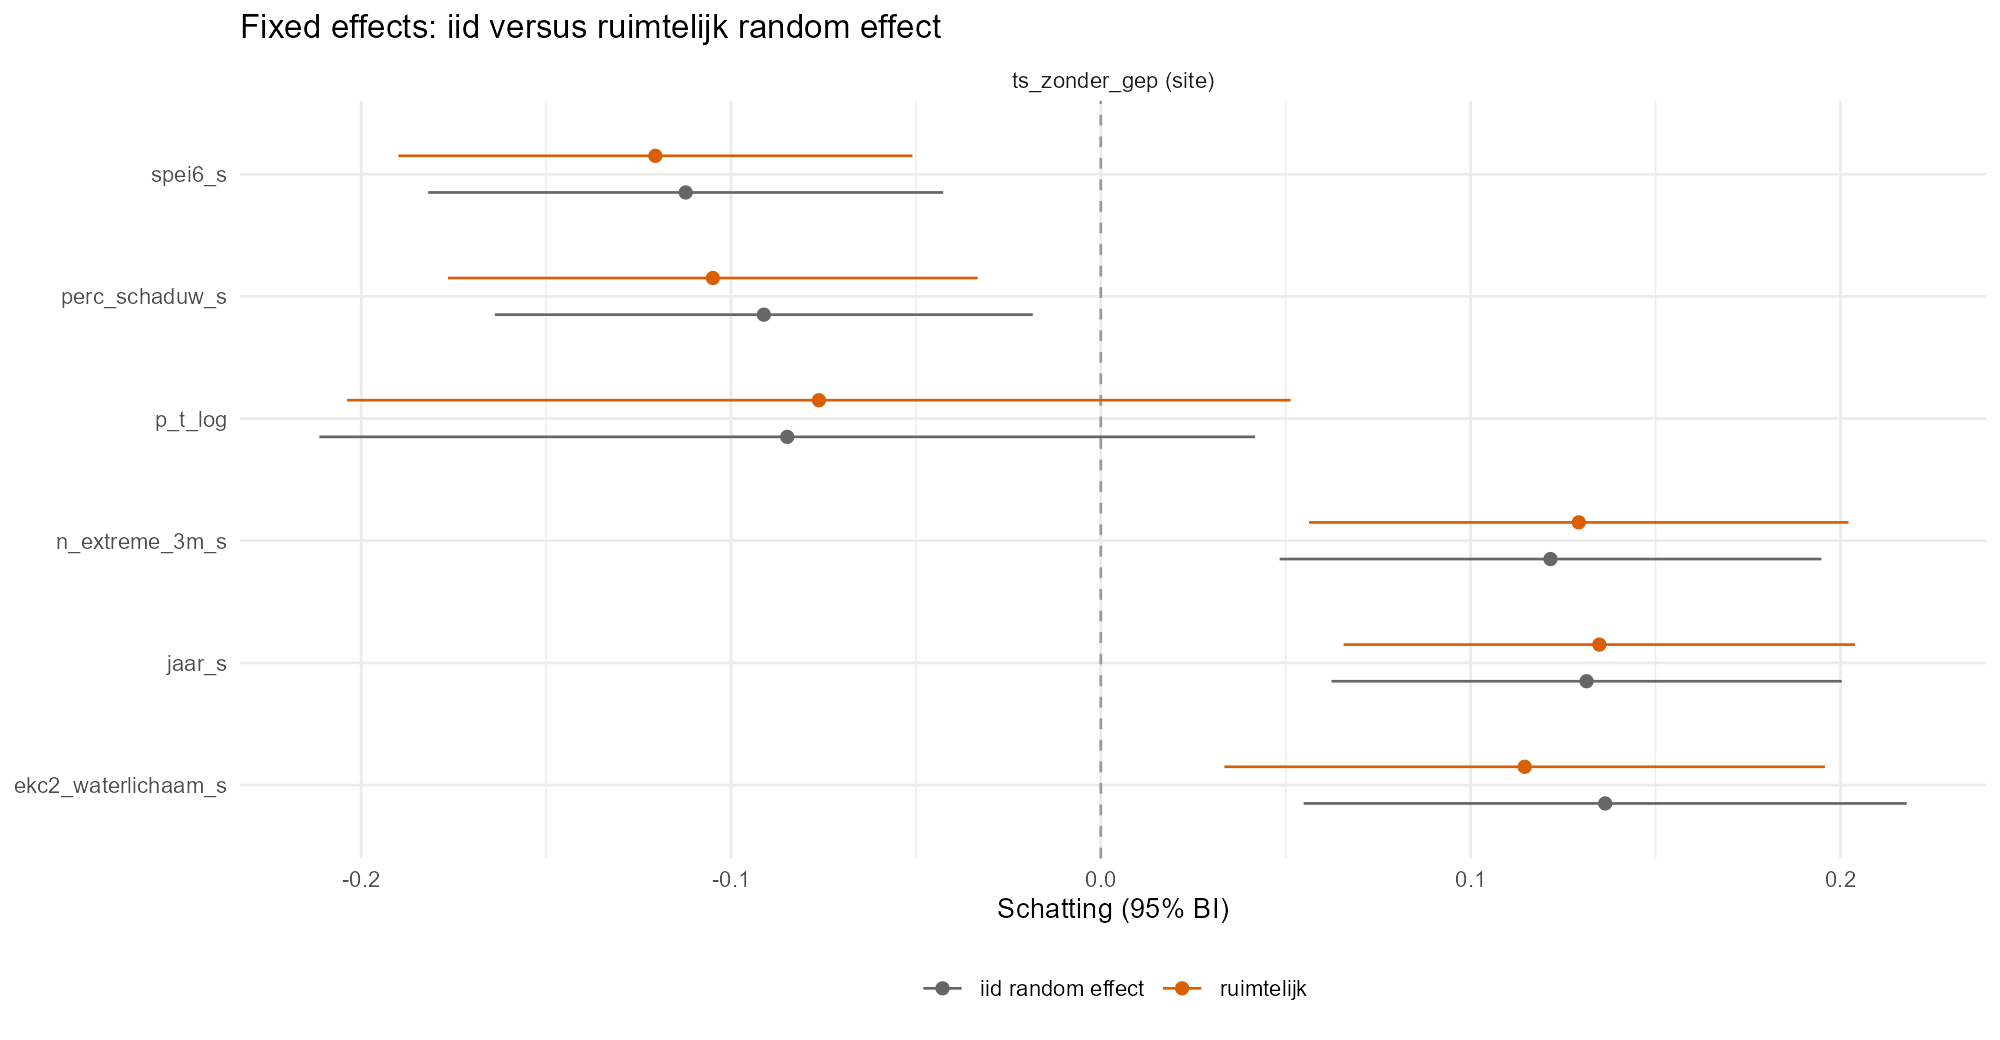 Fixed effects: iid versus ruimtelijk random effect
ts_zonder_gep (site)
spei6_s
perc_schaduw_s
p_t_log
n_extreme_3m_s
jaar_s
ekc2_waterlichaam_s
-0.2 -0.1 0.0 0.1 0.2
Schatting (95% BI)
iid random effect ruimtelijk